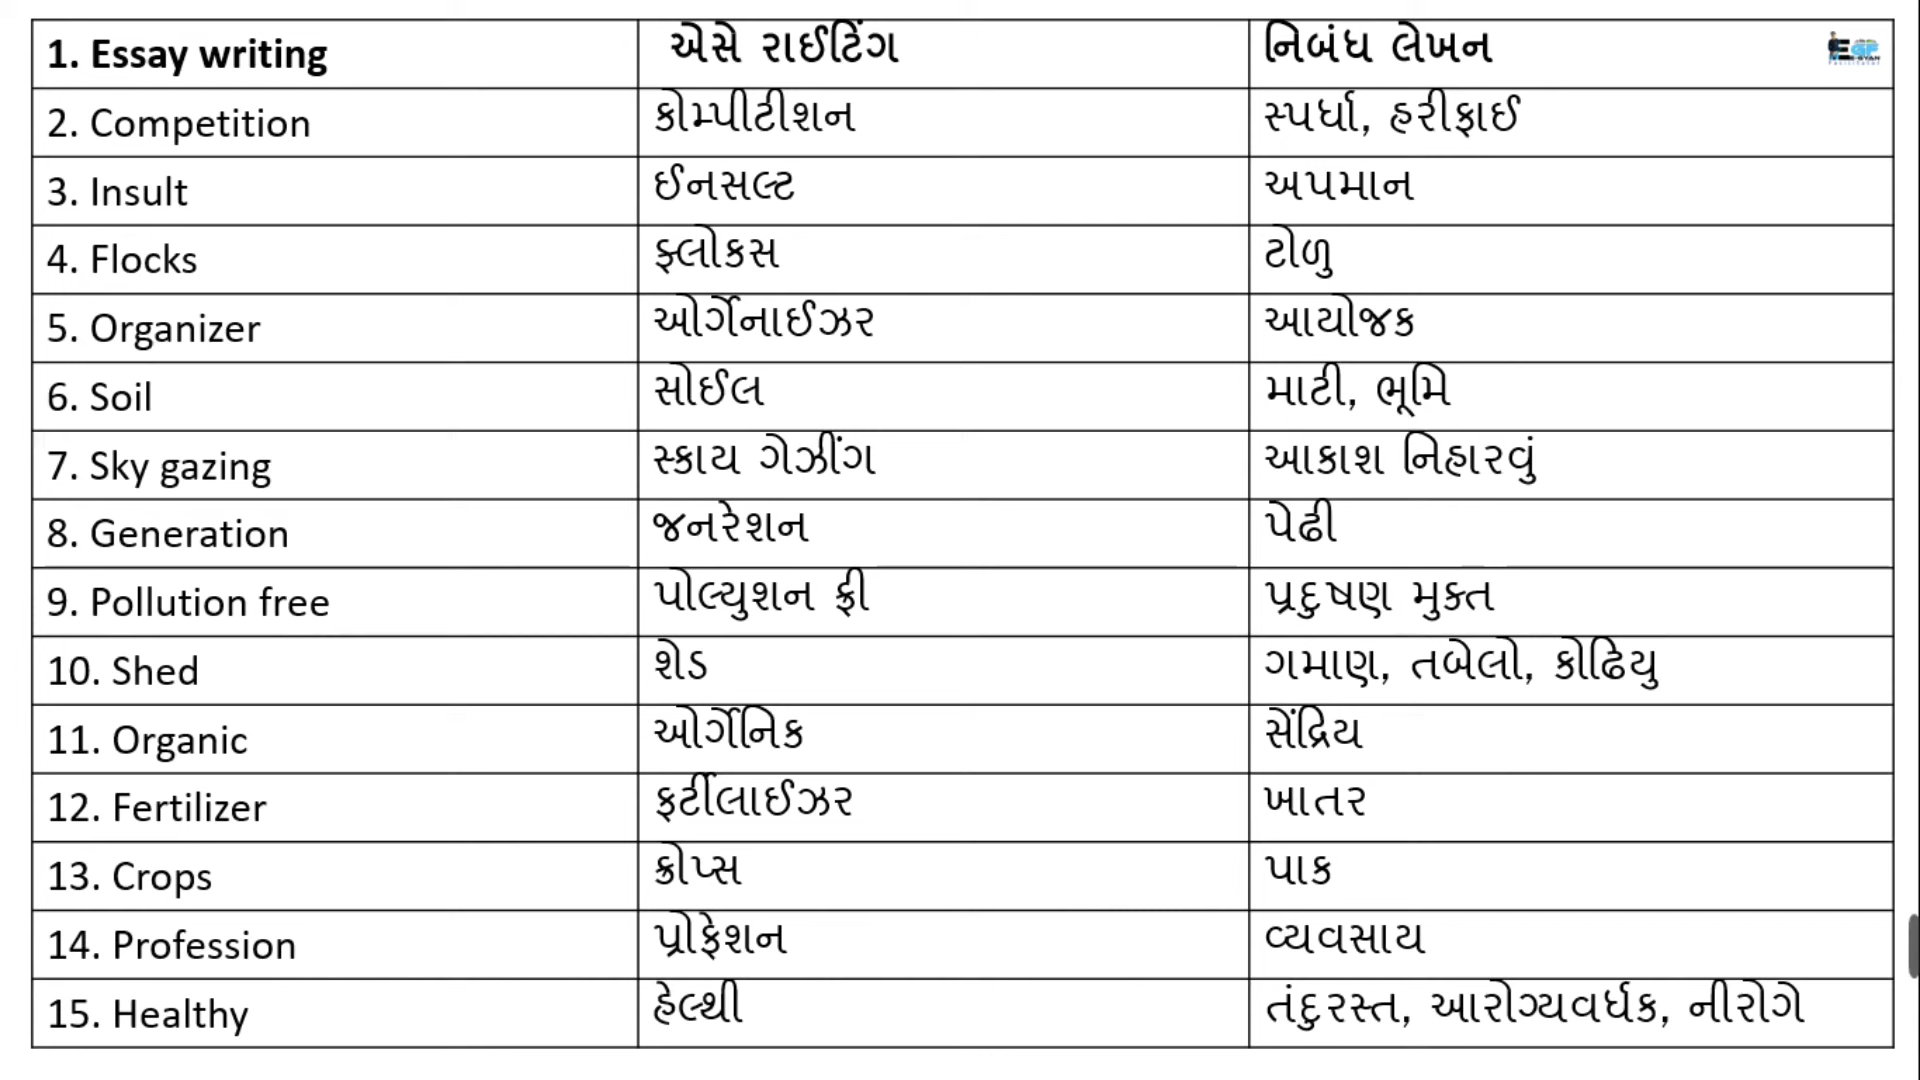 1. Essay writing એસે રાઈટિંગ નિબંધ લેખન
2. Competition કોમ્પીટીશન સ્પર્ધા, હરીફાઈ
3. Insult ઈનસલ્ટ અપમાન
4. Flocks ફ્લોકસ ટોળુ
5. Organizer ઓર્ગેનાઈઝર આયોજક
6. Soil સોઈલ માટી, ભૂમિ
7. Sky gazing સ્કાય ગેઝીંગ આકાશ નિહારવું
8. Generation જનરેશન પેઢી
9. Pollution free પોલ્યુશન ફ્રી પ્રદુષણ મુક્ત
10. Shed શેડ ગમાણ, તબેલો, કોઢિયુ
11. Organic ઓર્ગેનિક સેંદ્રિય
12. Fertilizer ફર્ટીલાઈઝર ખાતર
13. Crops ક્રોપ્સ પાક
14. Profession પ્રોફેશન વ્યવસાય
15. Healthy હેલ્થી તંદુરસ્ત, આરોગ્યવર્ધક, નીરોગે